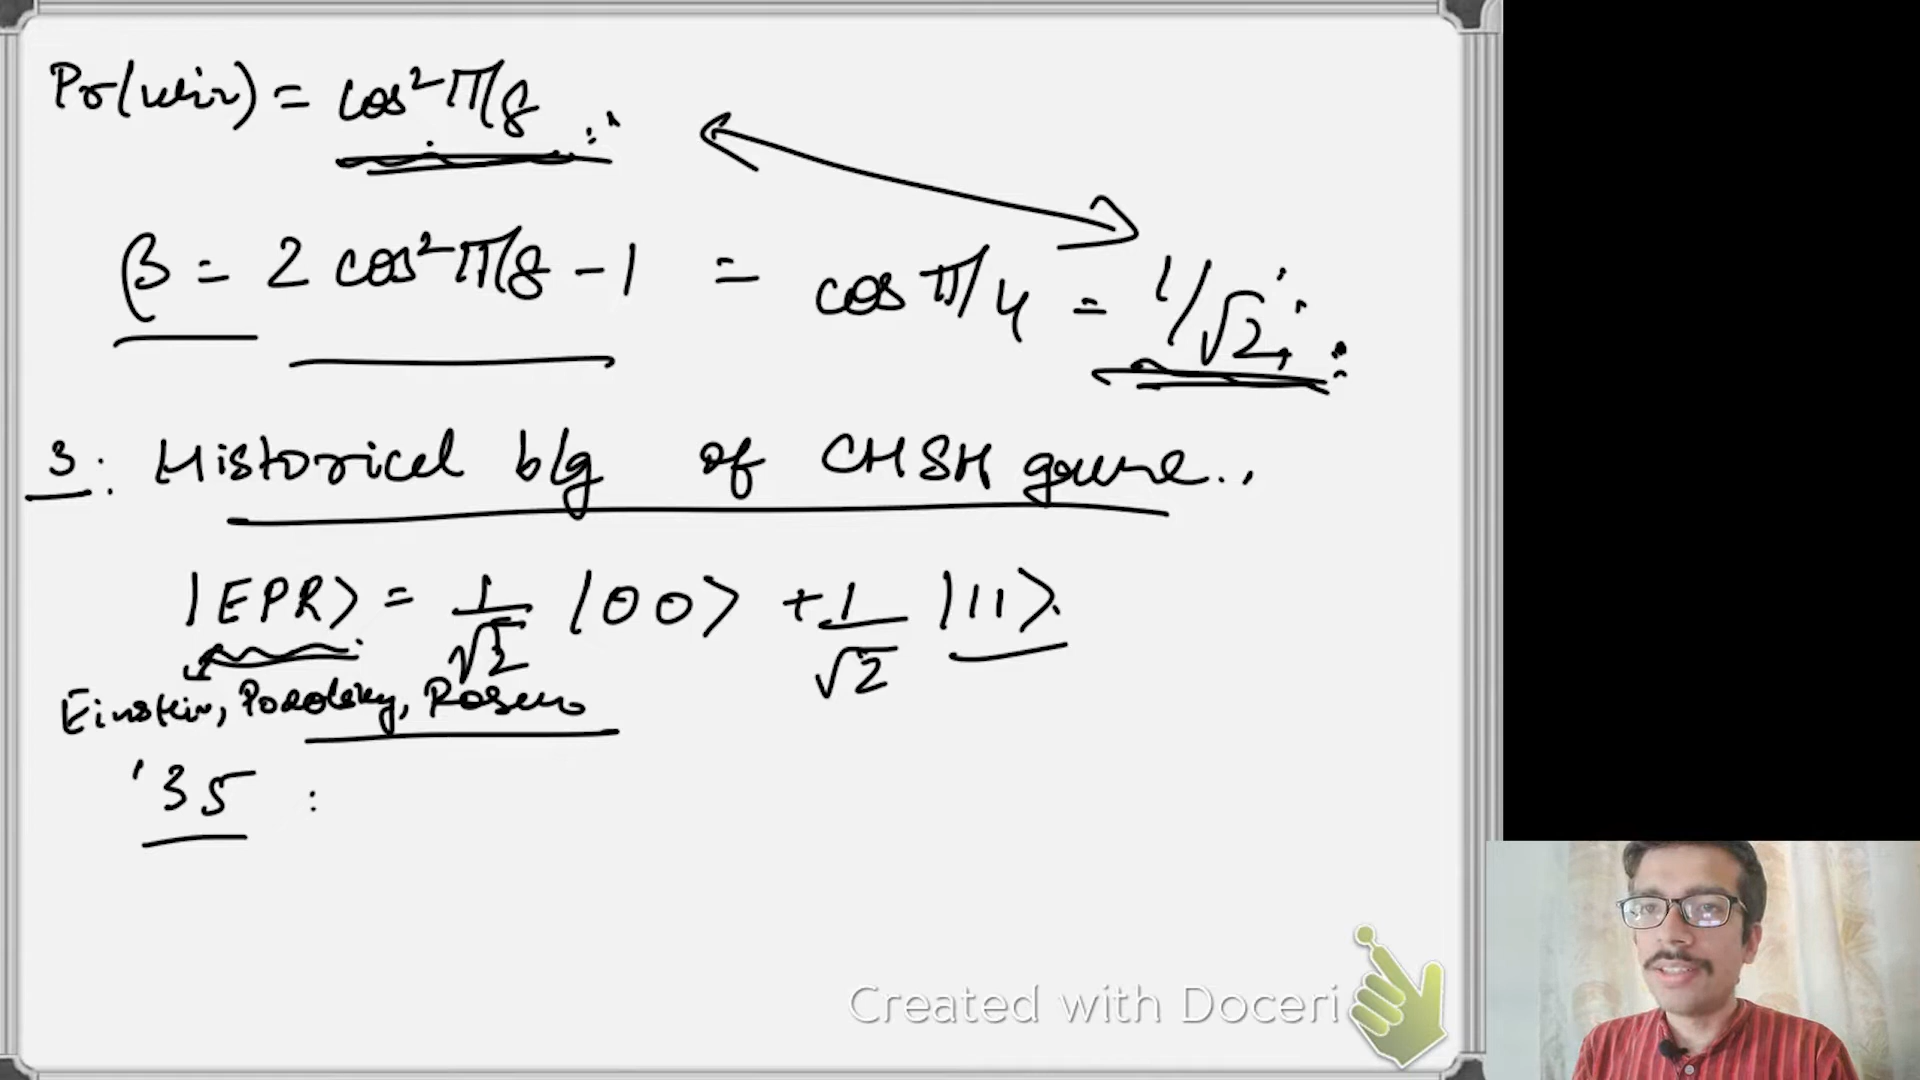 Pr(win) = cos² π/8
β = 2 cos² π/8 - 1 = cos π/4 = 1/√2
3: Historical b/g of CHSH game..
|EPR> = 1/√2 |00> + 1/√2 |11>.
Einstein, Podolsky, Rosen
'35 :
Created with Doceri